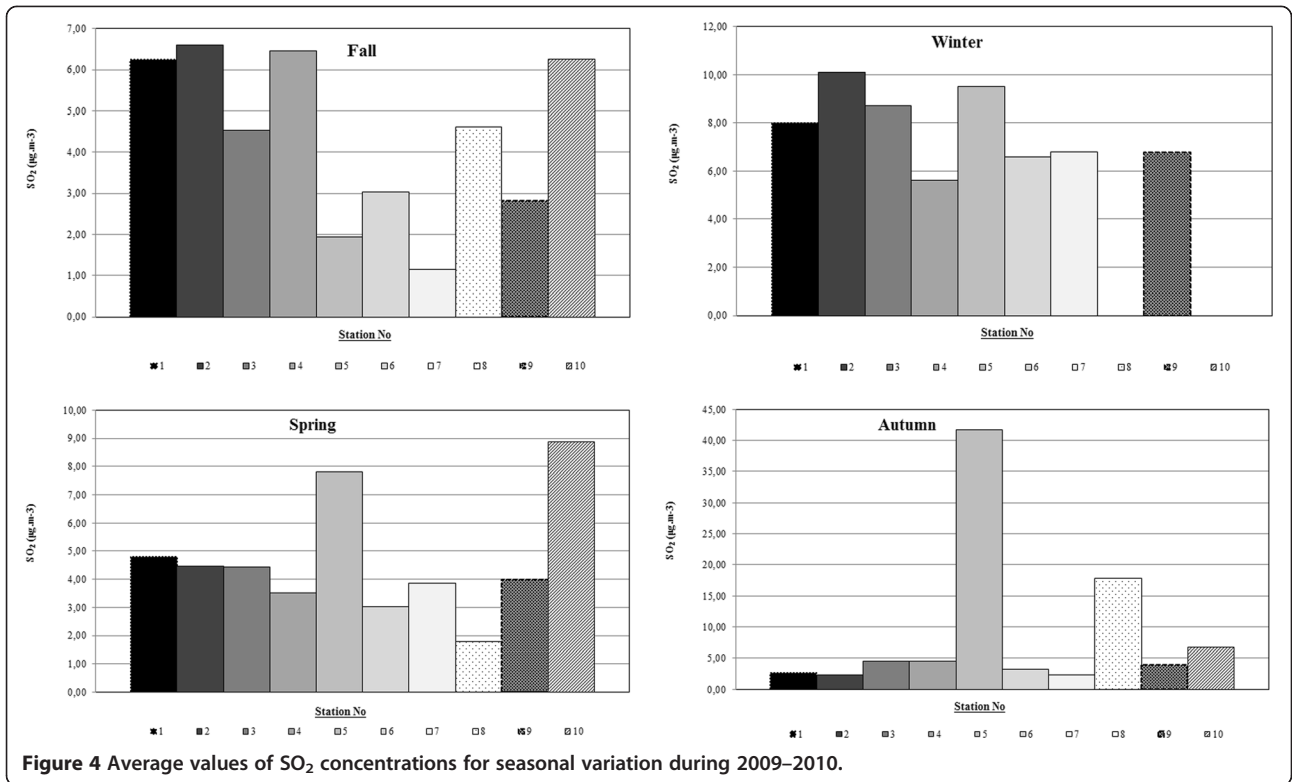 Fall
7,00
6,00
5,00
4,00
3,00
2,00
1,00
0,00
SO₂ (µg.m-3)
Station No
1 2 3 4 5 6 7 8 9 10
Winter
12,00
10,00
8,00
6,00
4,00
2,00
0,00
SO₂ (µg.m-3)
Station No
1 2 3 4 5 6 7 8 9 10
Spring
10,00
9,00
8,00
7,00
6,00
5,00
4,00
3,00
2,00
1,00
0,00
SO₂ (µg.m-3)
Station No
1 2 3 4 5 6 7 8 9 10
Autumn
45,00
40,00
35,00
30,00
25,00
20,00
15,00
10,00
5,00
0,00
SO₂ (µg.m-3)
Station No
1 2 3 4 5 6 7 8 9 10
Figure 4 Average values of SO₂ concentrations for seasonal variation during 2009–2010.